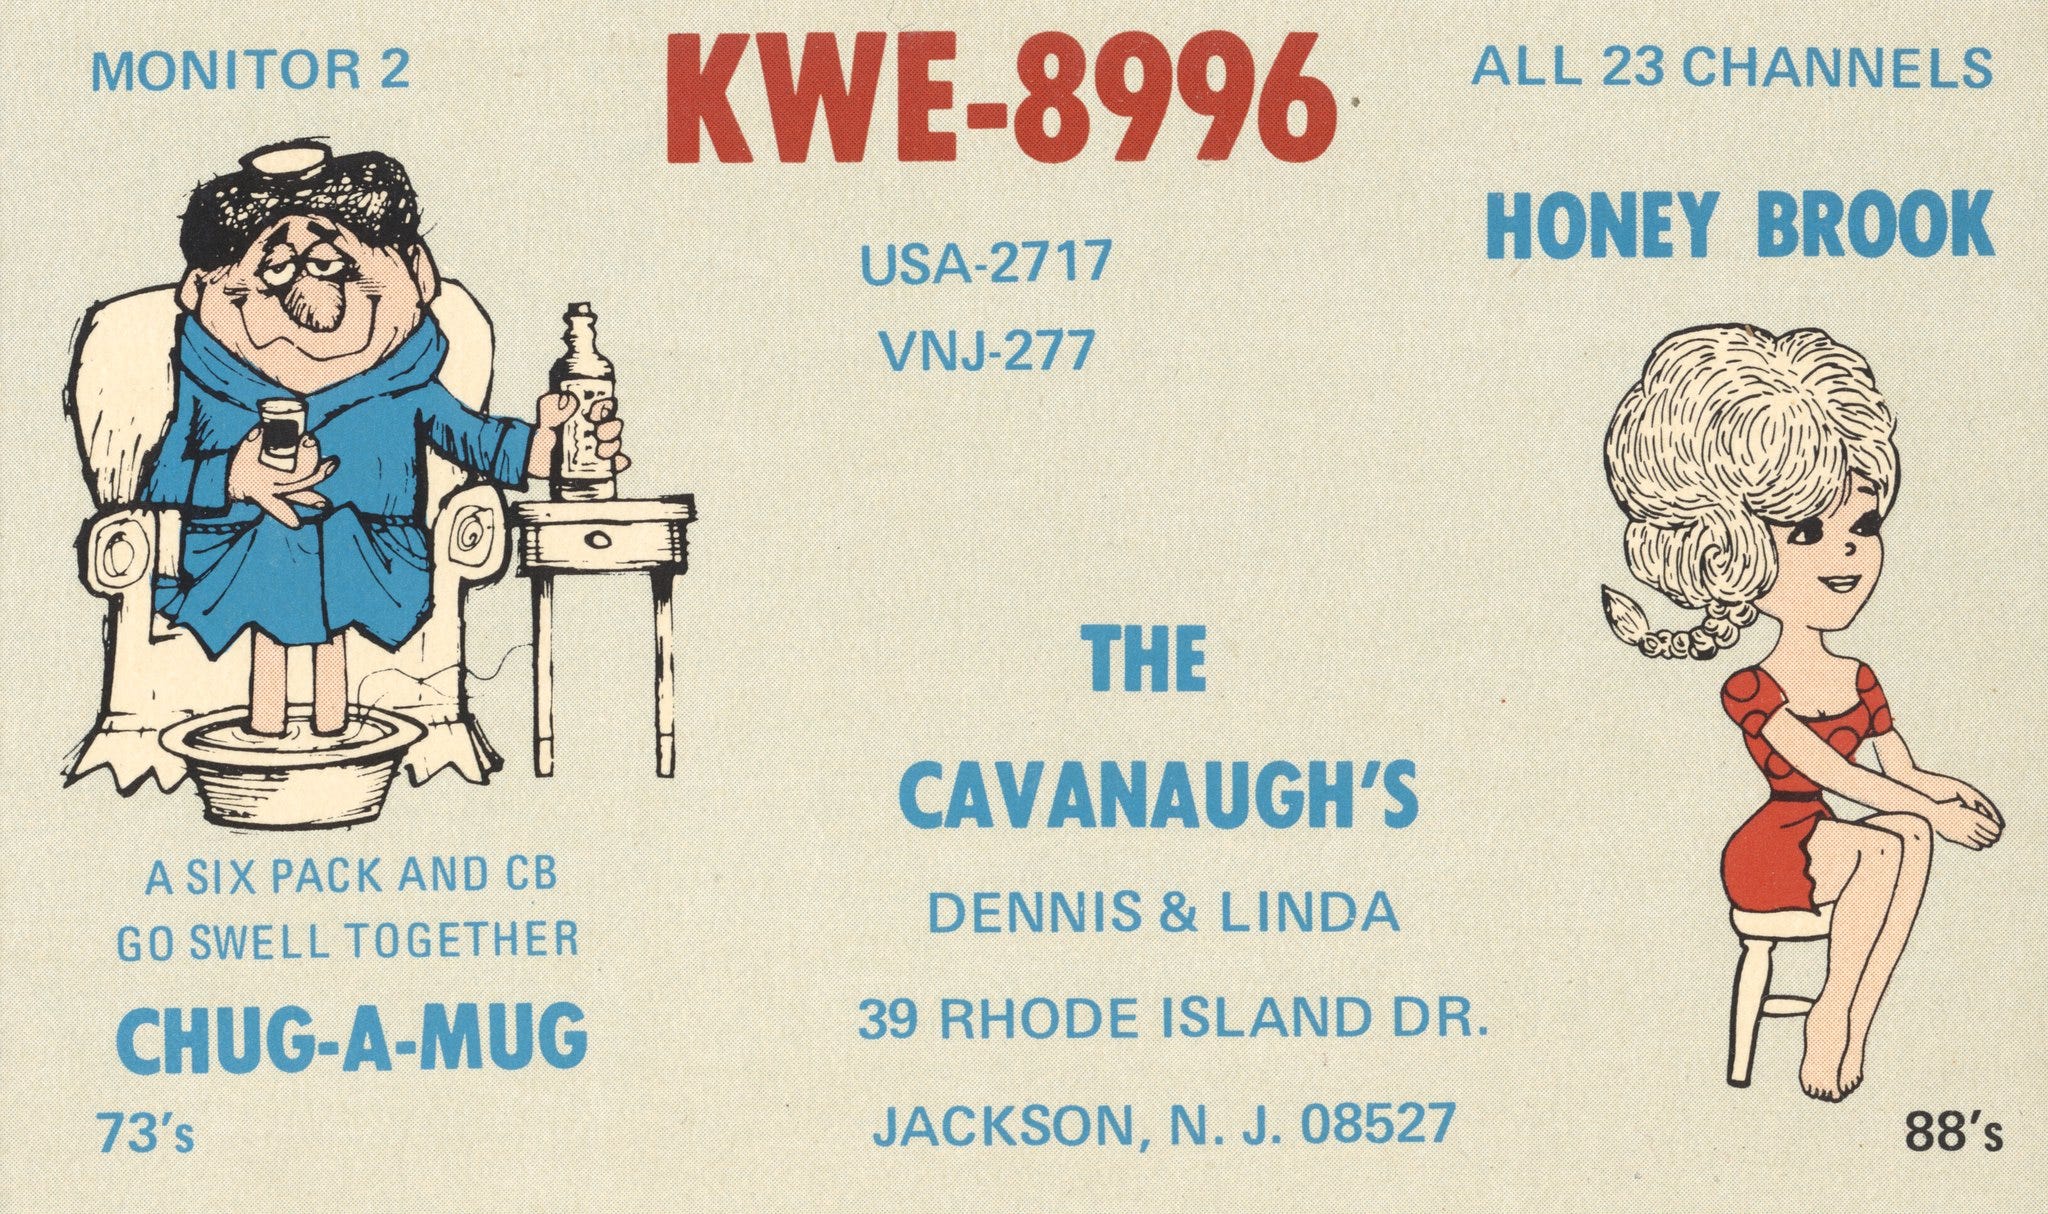 MONITOR 2
KWE-8996
ALL 23 CHANNELS
HONEY BROOK
USA-2717
VNJ-277
THE
CAVANAUGH'S
DENNIS & LINDA
39 RHODE ISLAND DR.
JACKSON, N. J. 08527
A SIX PACK AND CB
GO SWELL TOGETHER
CHUG-A-MUG
73's
88's